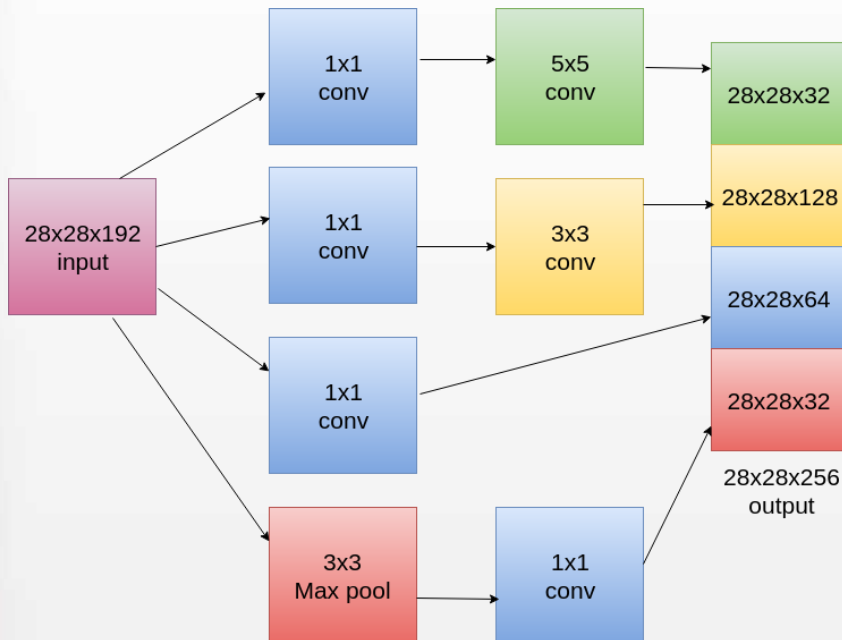 1x1
conv
5x5
conv
28x28x32
28x28x192
input
1x1
conv
3x3
conv
28x28x128
1x1
conv
28x28x64
3x3
Max pool
1x1
conv
28x28x32
28x28x256
output